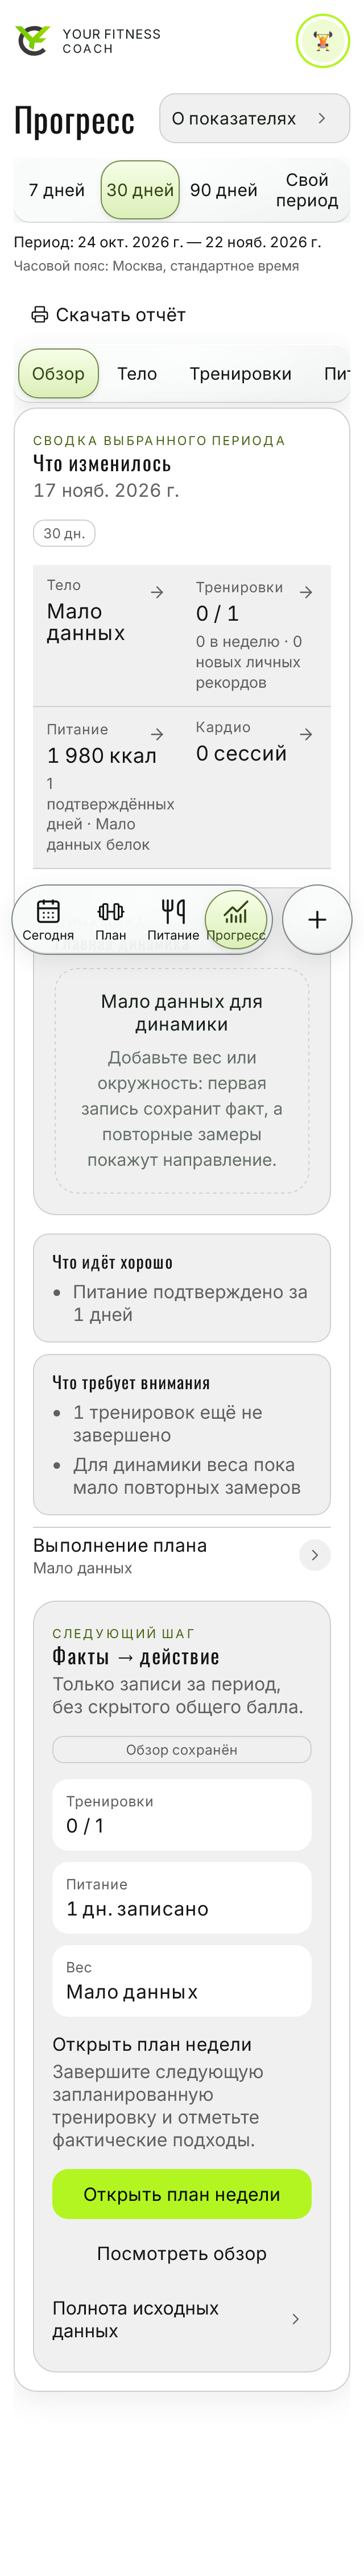 YOUR FITNESS
COACH
Прогресс
О показателях
7 дней
30 дней
90 дней
Свой
период
Период: 24 окт. 2026 г. — 22 нояб. 2026 г.
Часовой пояс: Москва, стандартное время
Скачать отчёт
Обзор
Тело
Тренировки
Пит
СВОДКА ВЫБРАННОГО ПЕРИОДА
Что изменилось
17 нояб. 2026 г.
30 дн.
Тело
Мало
данных
Тренировки
0 / 1
0 в неделю · 0
новых личных
рекордов
Питание
1 980 ккал
1
подтверждённых
дней · Мало
данных белок
Кардио
0 сессий
Сегодня
План
Питание
Прогресс
Мало данных для
динамики
Добавьте вес или
окружность: первая
запись сохранит факт, а
повторные замеры
покажут направление.
Что идёт хорошо
• Питание подтверждено за
1 дней
Что требует внимания
• 1 тренировок ещё не
завершено
• Для динамики веса пока
мало повторных замеров
Выполнение плана
Мало данных
СЛЕДУЮЩИЙ ШАГ
Факты → действие
Только записи за период,
без скрытого общего балла.
Обзор сохранён
Тренировки
0 / 1
Питание
1 дн. записано
Вес
Мало данных
Открыть план недели
Завершите следующую
запланированную
тренировку и отметьте
фактические подходы.
Открыть план недели
Посмотреть обзор
Полнота исходных
данных